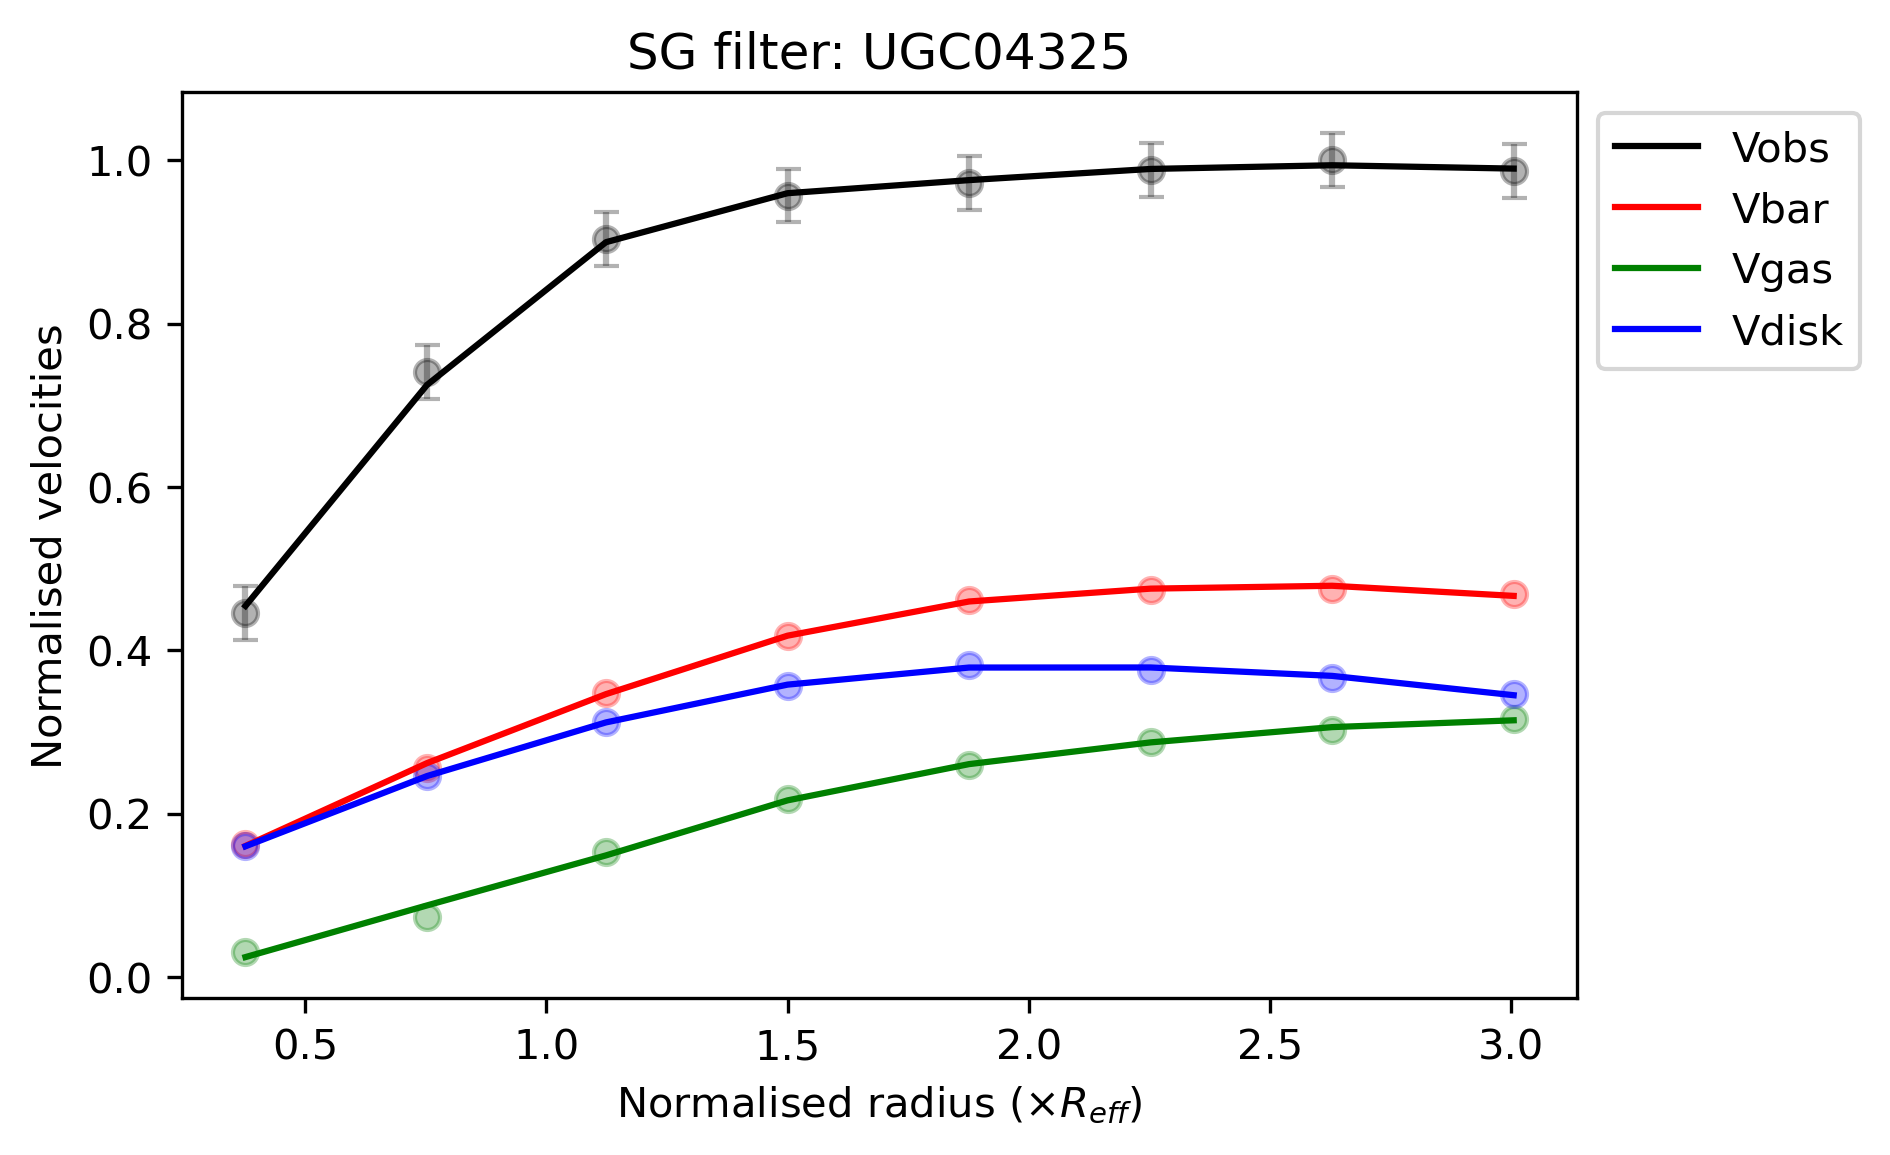 SG filter: UGC04325
1.0
0.8
0.6
0.4
0.2
0.0
Normalised velocities
0.5 1.0 1.5 2.0 2.5 3.0
Normalised radius (×R_eff)
Vobs
Vbar
Vgas
Vdisk